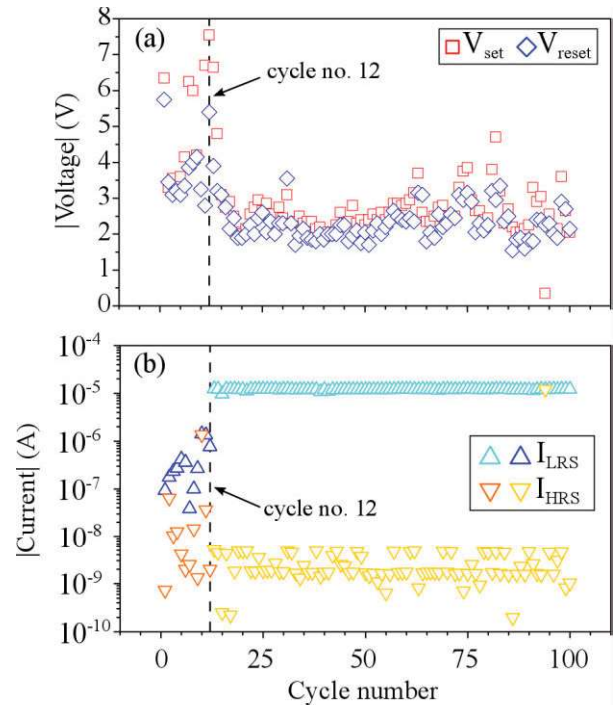 (a)
V_set V_reset
cycle no. 12
|Voltage| (V)
8
7
6
5
4
3
2
1
0
(b)
10^-4
10^-5
10^-6
10^-7
10^-8
10^-9
10^-10
|Current| (A)
I_LRS
I_HRS
cycle no. 12
0 25 50 75 100
Cycle number